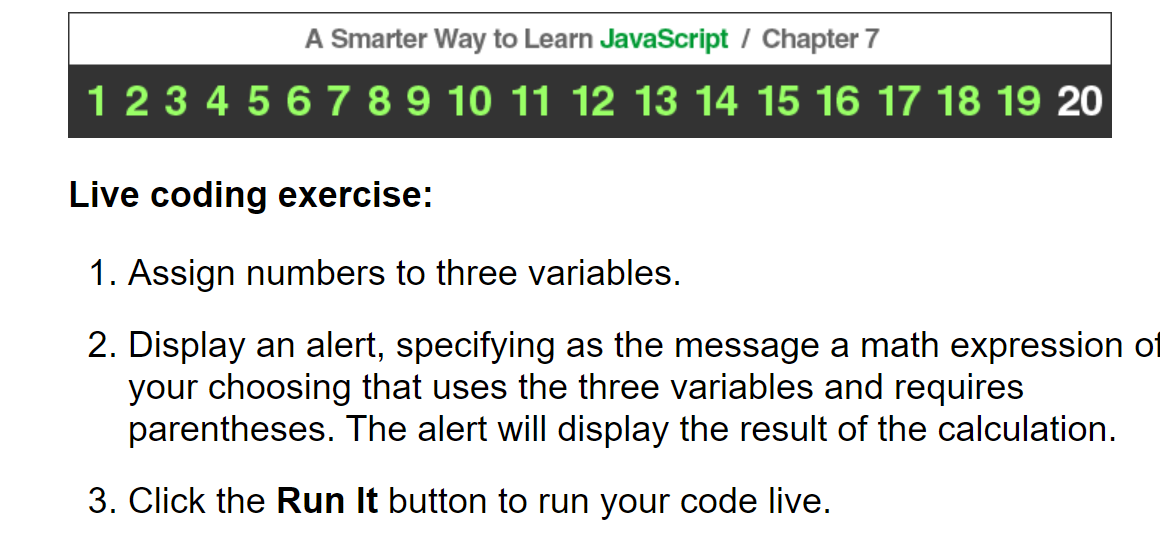 A Smarter Way to Learn JavaScript / Chapter 7
1 2 3 4 5 6 7 8 9 10 11 12 13 14 15 16 17 18 19 20
Live coding exercise:
1. Assign numbers to three variables.
2. Display an alert, specifying as the message a math expression of
your choosing that uses the three variables and requires
parentheses. The alert will display the result of the calculation.
3. Click the Run It button to run your code live.